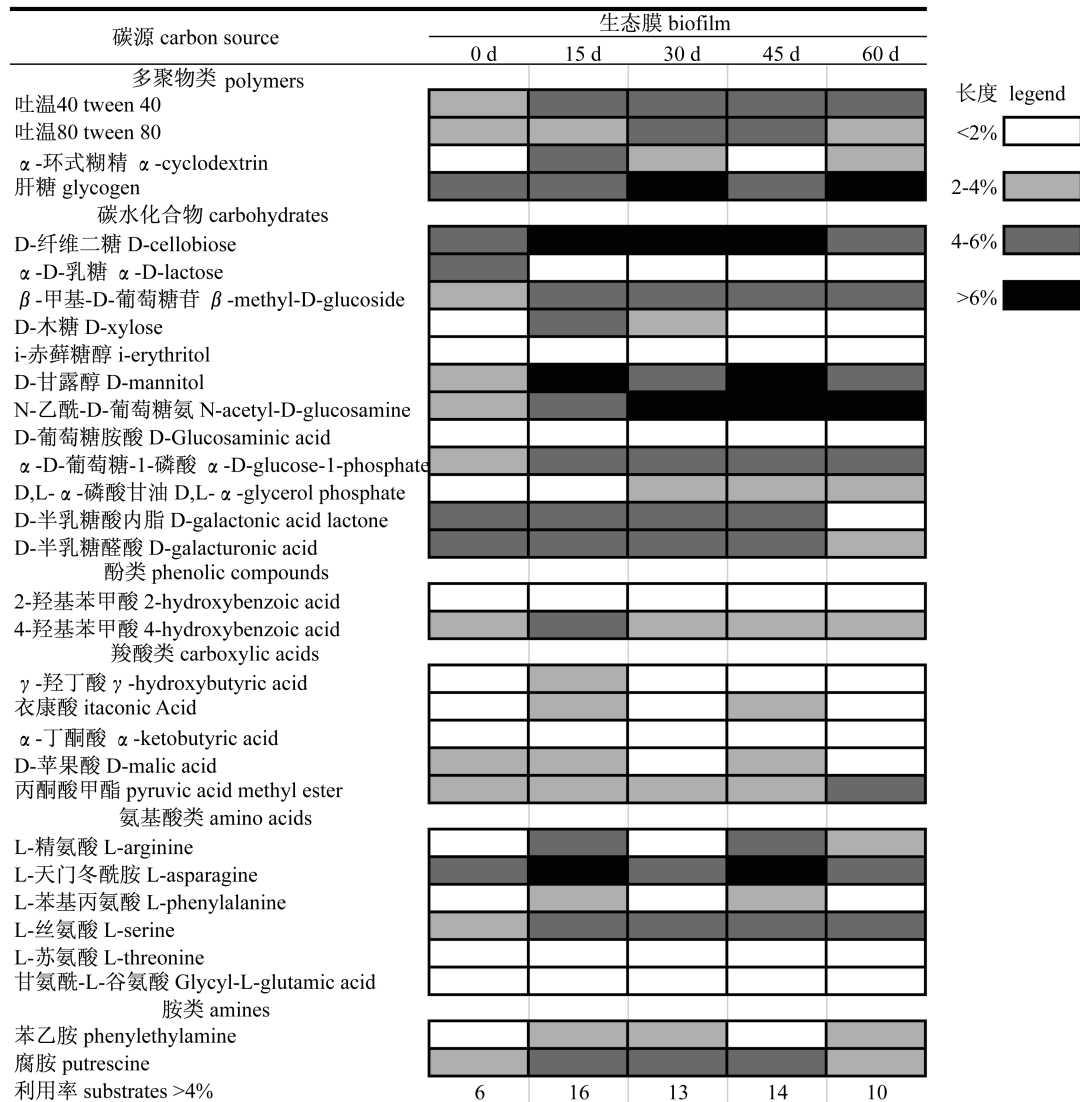 碳源 carbon source
生态膜 biofilm
0 d 15 d 30 d 45 d 60 d
多聚物类 polymers
吐温40 tween 40
吐温80 tween 80
α-环式糊精 α-cyclodextrin
肝糖 glycogen
碳水化合物 carbohydrates
D-纤维二糖 D-cellobiose
α-D-乳糖 α-D-lactose
β-甲基-D-葡萄糖苷 β-methyl-D-glucoside
D-木糖 D-xylose
i-赤藓糖醇 i-erythritol
D-甘露醇 D-mannitol
N-乙酰-D-葡萄糖氨 N-acetyl-D-glucosamine
D-葡萄糖胺酸 D-Glucosaminic acid
α-D-葡萄糖-1-磷酸 α-D-glucose-1-phosphate
D,L-α-磷酸甘油 D,L-α-glycerol phosphate
D-半乳糖酸内脂 D-galactonic acid lactone
D-半乳糖醛酸 D-galacturonic acid
酚类 phenolic compounds
2-羟基苯甲酸 2-hydroxybenzoic acid
4-羟基苯甲酸 4-hydroxybenzoic acid
羧酸类 carboxylic acids
γ-羟丁酸 γ-hydroxybutyric acid
衣康酸 itaconic Acid
α-丁酮酸 α-ketobutyric acid
D-苹果酸 D-malic acid
丙酮酸甲酯 pyruvic acid methyl ester
氨基酸类 amino acids
L-精氨酸 L-arginine
L-天门冬酰胺 L-asparagine
L-苯基丙氨酸 L-phenylalanine
L-丝氨酸 L-serine
L-苏氨酸 L-threonine
甘氨酰-L-谷氨酸 Glycyl-L-glutamic acid
胺类 amines
苯乙胺 phenylethylamine
腐胺 putrescine
利用率 substrates >4% 6 16 13 14 10
长度 legend
<2%
2-4%
4-6%
>6%